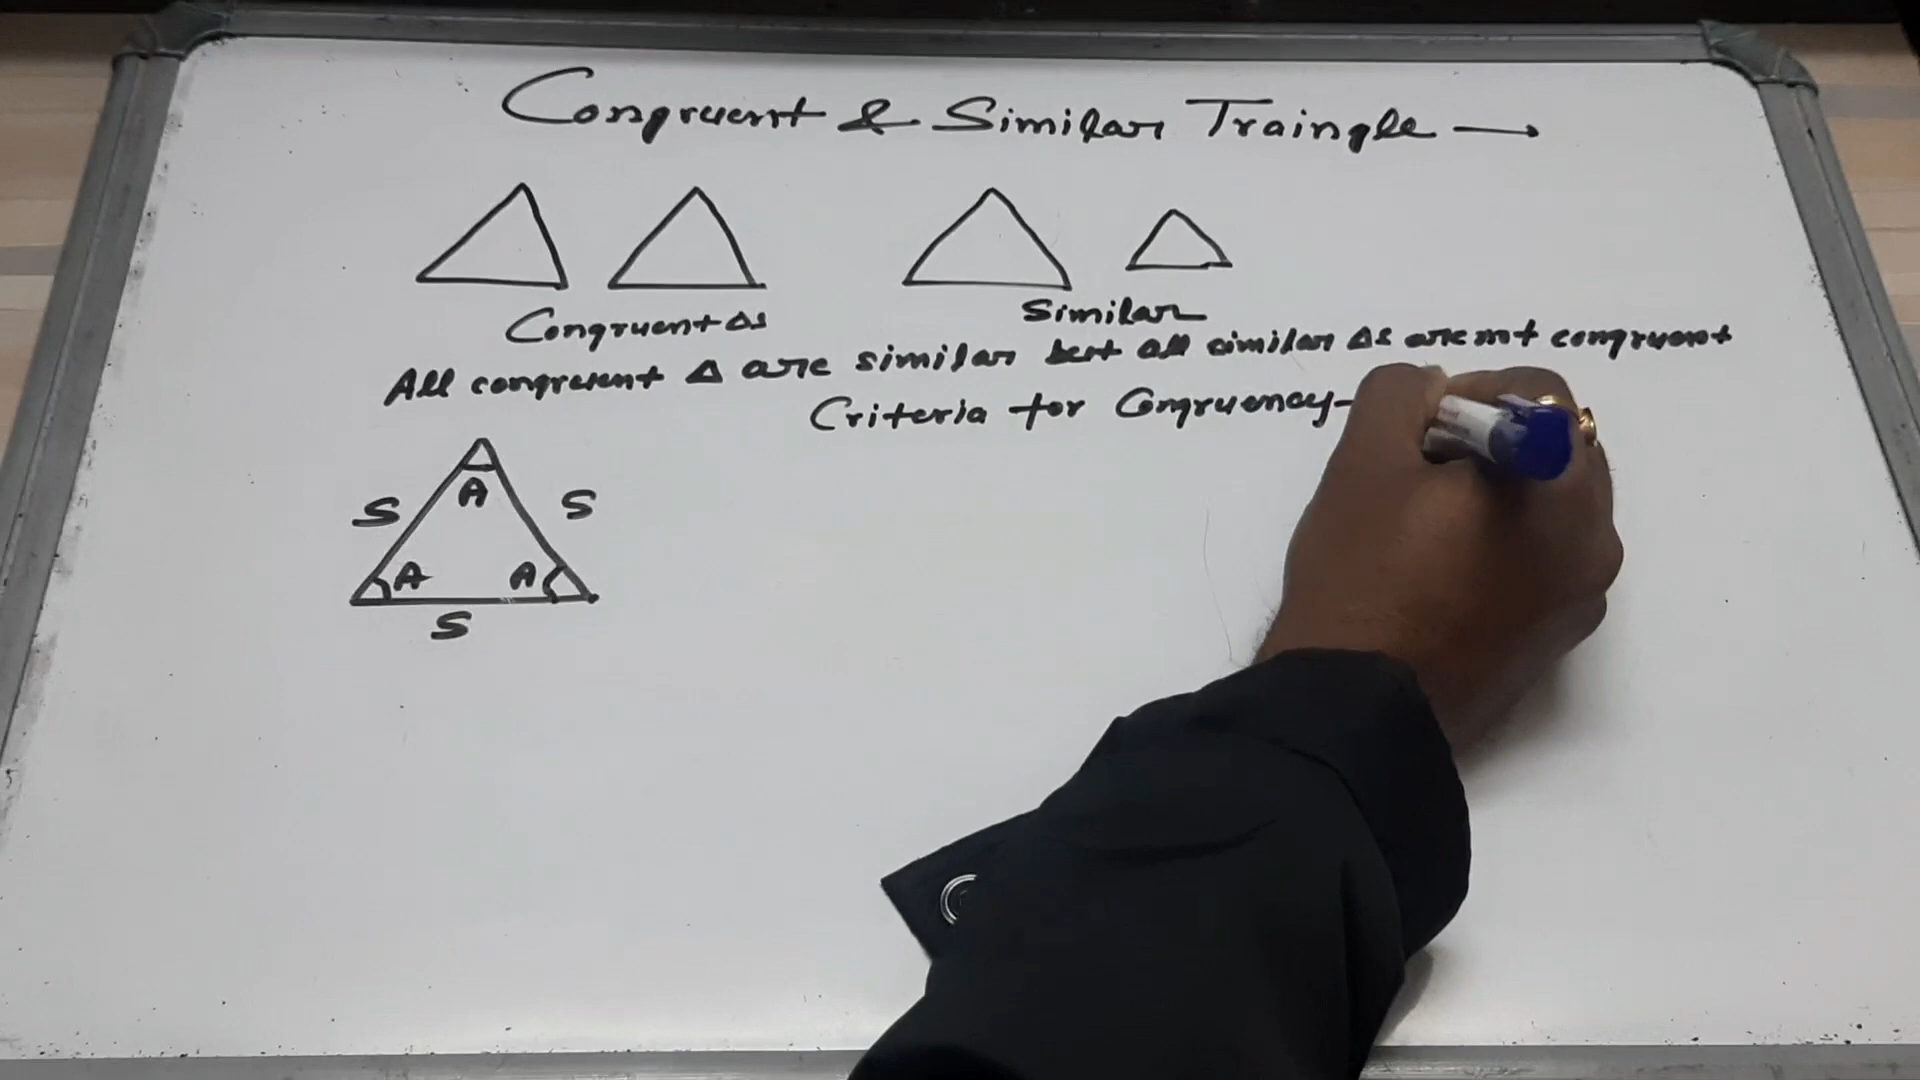 Congruent & Similar Traingle →
Congruent Δs
Similar
All congruent Δ are similar but all similar Δs are not congruent
Criteria for Congruency-
A
S S
A A
S